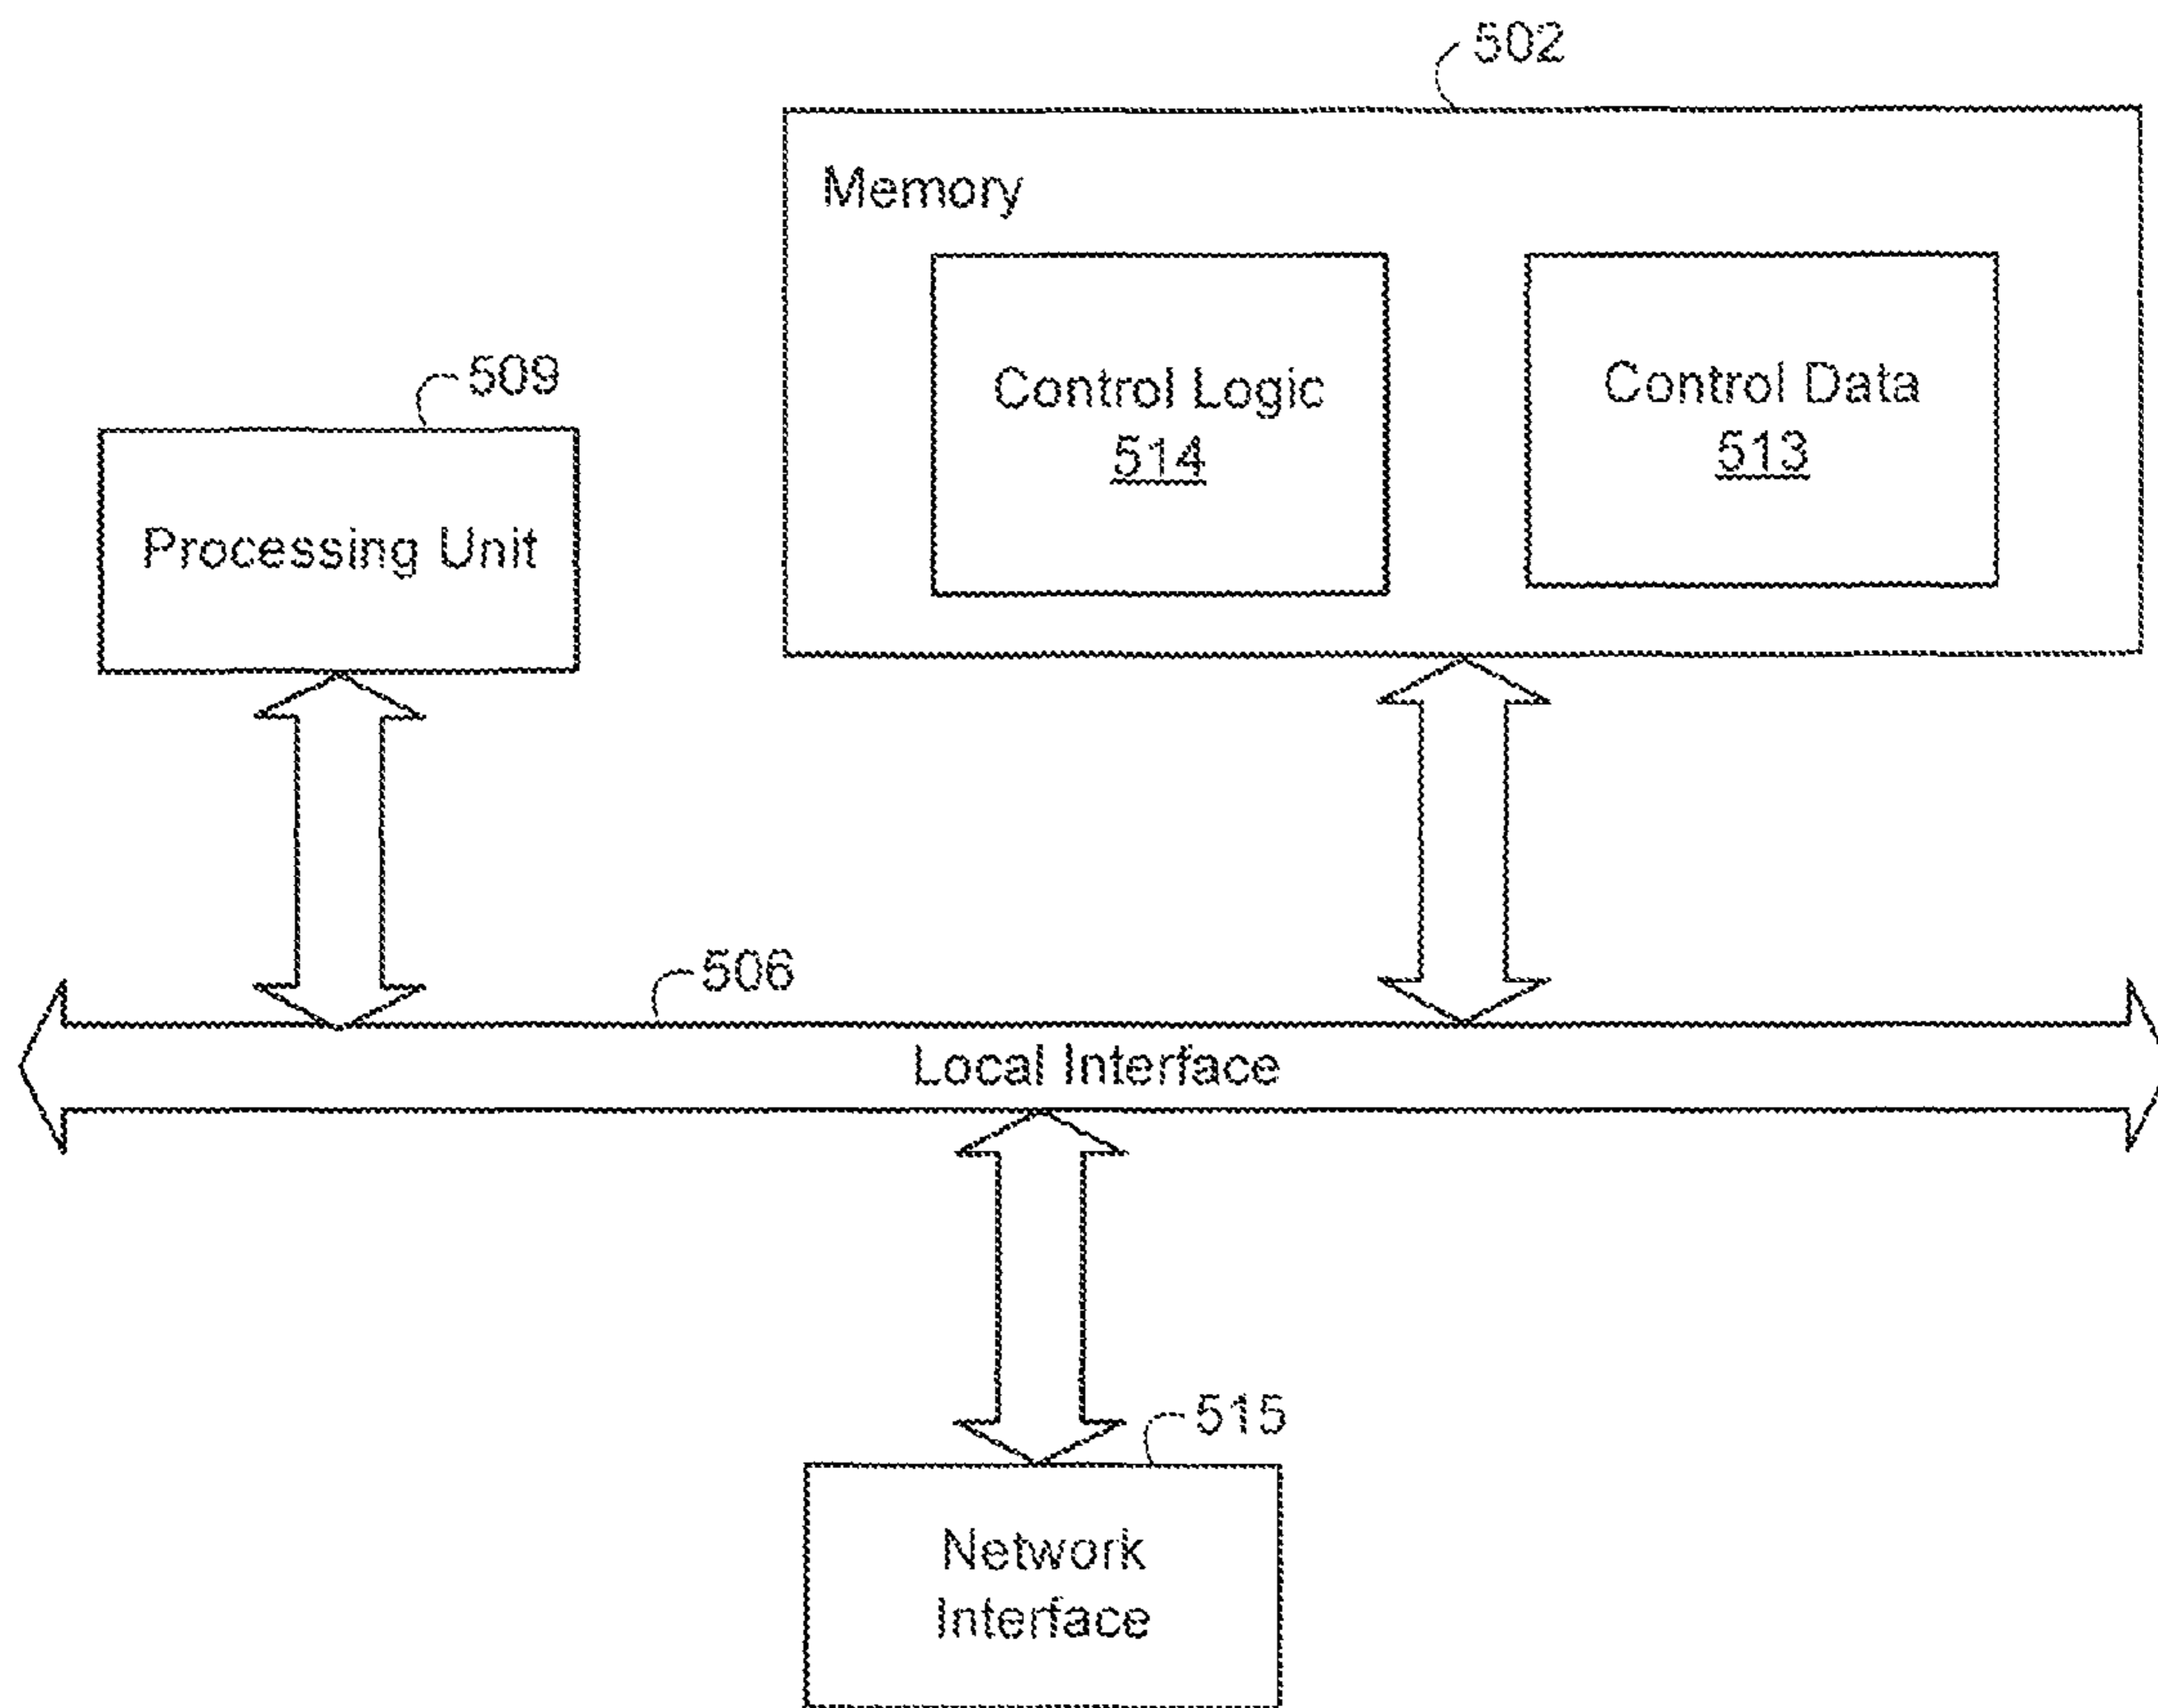 502
Memory
509
Control Logic
514
Control Data
513
Processing Unit
506
Local Interface
515
Network
Interface